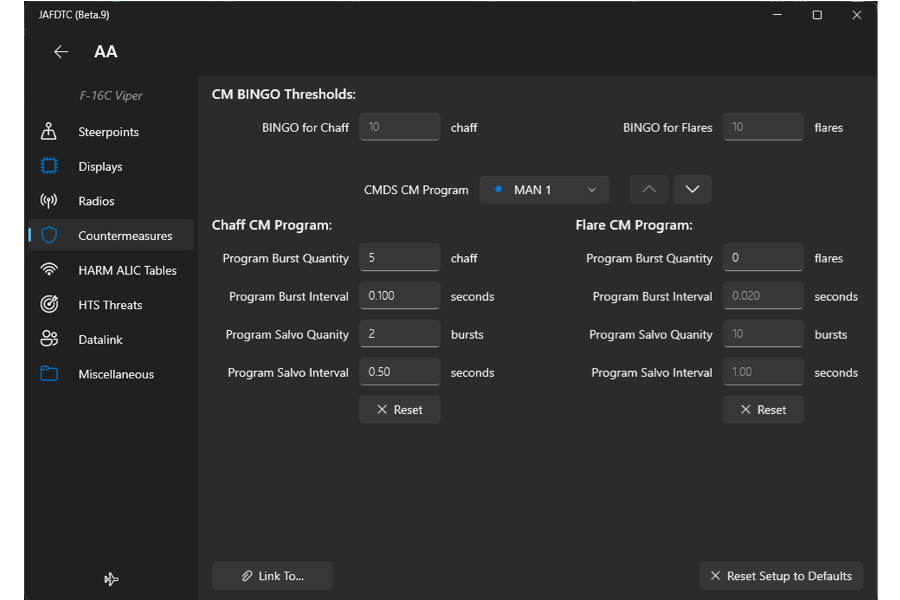 JAFDTC (Beta.9)
AA
F-16C Viper
Steerpoints
Displays
Radios
Countermeasures
HARM ALIC Tables
HTS Threats
Datalink
Miscellaneous
CM BINGO Thresholds:
BINGO for Chaff 10 chaff BINGO for Flares 10 flares
CMDS CM Program MAN 1
Chaff CM Program: Flare CM Program:
Program Burst Quantity 5 chaff Program Burst Quantity 0 flares
Program Burst Interval 0.100 seconds Program Burst Interval 0.020 seconds
Program Salvo Quanity 2 bursts Program Salvo Quanity 10 bursts
Program Salvo Interval 0.50 seconds Program Salvo Interval 1.00 seconds
Reset Reset
Link To... Reset Setup to Defaults